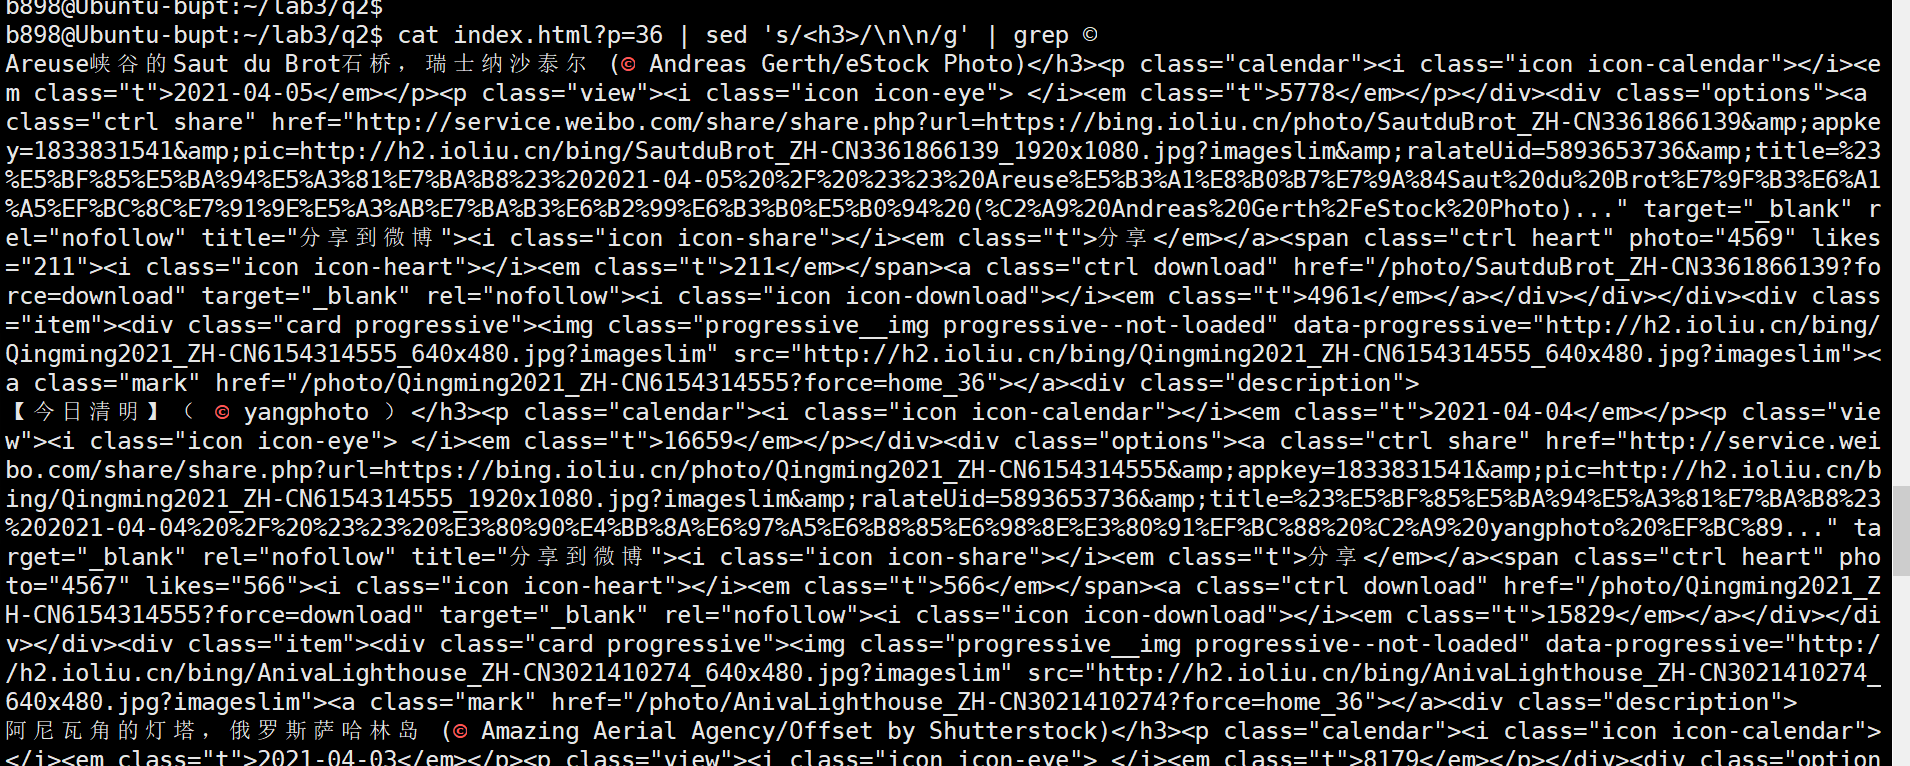 b898@Ubuntu-bupt:~/lab3/q2$
b898@Ubuntu-bupt:~/lab3/q2$ cat index.html?p=36 | sed 's/<h3>/\n\n/g' | grep ©
Areuse峡谷的Saut du Brot石桥，瑞士纳沙泰尔 (© Andreas Gerth/eStock Photo)</h3><p class="calendar"><i class="icon icon-calendar"></i><e
m class="t">2021-04-05</em></p><p class="view"><i class="icon icon-eye"> </i><em class="t">5778</em></p></div><div class="options"><a
class="ctrl share" href="http://service.weibo.com/share/share.php?url=https://bing.ioliu.cn/photo/SautduBrot_ZH-CN3361866139&amp;appke
y=1833831541&amp;pic=http://h2.ioliu.cn/bing/SautduBrot_ZH-CN3361866139_1920x1080.jpg?imageslim&amp;ralateUid=5893653736&amp;title=%23
%E5%BF%85%E5%BA%94%E5%A3%81%E7%BA%B8%23%202021-04-05%20%2F%20%23%23%20Areuse%E5%B3%A1%E8%B0%B7%E7%9A%84Saut%20du%20Brot%E7%9F%B3%E6%A1
%A5%EF%BC%8C%E7%91%9E%E5%A3%AB%E7%BA%B3%E6%B2%99%E6%B3%B0%E5%B0%94%20(%C2%A9%20Andreas%20Gerth%2FeStock%20Photo)..." target="_blank" r
el="nofollow" title="分享到微博"><i class="icon icon-share"></i><em class="t">分享</em></a><span class="ctrl heart" photo="4569" likes
="211"><i class="icon icon-heart"></i><em class="t">211</em></span><a class="ctrl download" href="/photo/SautduBrot_ZH-CN3361866139?fo
rce=download" target="_blank" rel="nofollow"><i class="icon icon-download"></i><em class="t">4961</em></a></div></div></div><div class
="item"><div class="card progressive"><img class="progressive__img progressive--not-loaded" data-progressive="http://h2.ioliu.cn/bing/
Qingming2021_ZH-CN6154314555_640x480.jpg?imageslim" src="http://h2.ioliu.cn/bing/Qingming2021_ZH-CN6154314555_640x480.jpg?imageslim"><
a class="mark" href="/photo/Qingming2021_ZH-CN6154314555?force=home_36"></a><div class="description">
【今日清明】（ © yangphoto ）</h3><p class="calendar"><i class="icon icon-calendar"></i><em class="t">2021-04-04</em></p><p class="vie
w"><i class="icon icon-eye"> </i><em class="t">16659</em></p></div><div class="options"><a class="ctrl share" href="http://service.wei
bo.com/share/share.php?url=https://bing.ioliu.cn/photo/Qingming2021_ZH-CN6154314555&amp;appkey=1833831541&amp;pic=http://h2.ioliu.cn/b
ing/Qingming2021_ZH-CN6154314555_1920x1080.jpg?imageslim&amp;ralateUid=5893653736&amp;title=%23%E5%BF%85%E5%BA%94%E5%A3%81%E7%BA%B8%23
%202021-04-04%20%2F%20%23%23%20%E3%80%90%E4%BB%8A%E6%97%A5%E6%B8%85%E6%98%8E%E3%80%91%EF%BC%88%20%C2%A9%20yangphoto%20%EF%BC%89..." ta
rget="_blank" rel="nofollow" title="分享到微博"><i class="icon icon-share"></i><em class="t">分享</em></a><span class="ctrl heart" pho
to="4567" likes="566"><i class="icon icon-heart"></i><em class="t">566</em></span><a class="ctrl download" href="/photo/Qingming2021_Z
H-CN6154314555?force=download" target="_blank" rel="nofollow"><i class="icon icon-download"></i><em class="t">15829</em></a></div></di
v></div><div class="item"><div class="card progressive"><img class="progressive__img progressive--not-loaded" data-progressive="http:/
/h2.ioliu.cn/bing/AnivaLighthouse_ZH-CN3021410274_640x480.jpg?imageslim" src="http://h2.ioliu.cn/bing/AnivaLighthouse_ZH-CN3021410274_
640x480.jpg?imageslim"><a class="mark" href="/photo/AnivaLighthouse_ZH-CN3021410274?force=home_36"></a><div class="description">
阿尼瓦角的灯塔，俄罗斯萨哈林岛 (© Amazing Aerial Agency/Offset by Shutterstock)</h3><p class="calendar"><i class="icon icon-calendar">
</i><em class="t">2021-04-03</em></p><p class="view"><i class="icon icon-eye"> </i><em class="t">8179</em></p></div><div class="option